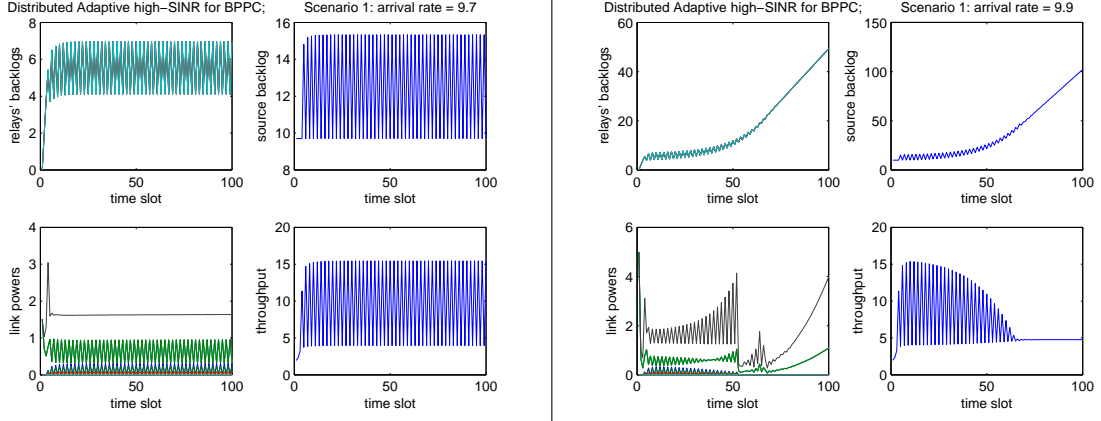 Distributed Adaptive high-SINR for BPPC; Scenario 1: arrival rate = 9.7
relays' backlogs
8
6
4
2
0
0 50 100
time slot
source backlog
16
14
12
10
8
0 50 100
time slot
link powers
4
3
2
1
0
0 50 100
time slot
throughput
20
15
10
5
0
0 50 100
time slot
Distributed Adaptive high-SINR for BPPC; Scenario 1: arrival rate = 9.9
relays' backlogs
60
40
20
0
0 50 100
time slot
source backlog
150
100
50
0
0 50 100
time slot
link powers
6
4
2
0
0 50 100
time slot
throughput
20
15
10
5
0
0 50 100
time slot